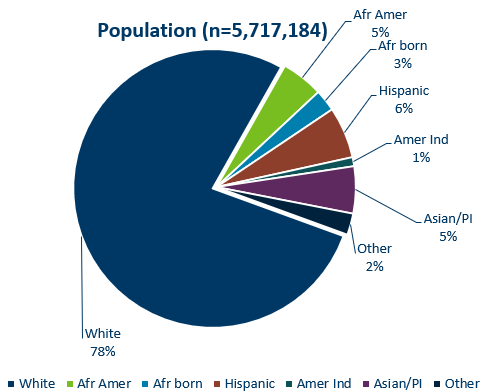 Population (n=5,717,184)
Afr Amer
5%
Afr born
3%
Hispanic
6%
Amer Ind
1%
Asian/PI
5%
Other
2%
White
78%
White Afr Amer Afr born Hispanic Amer Ind Asian/PI Other